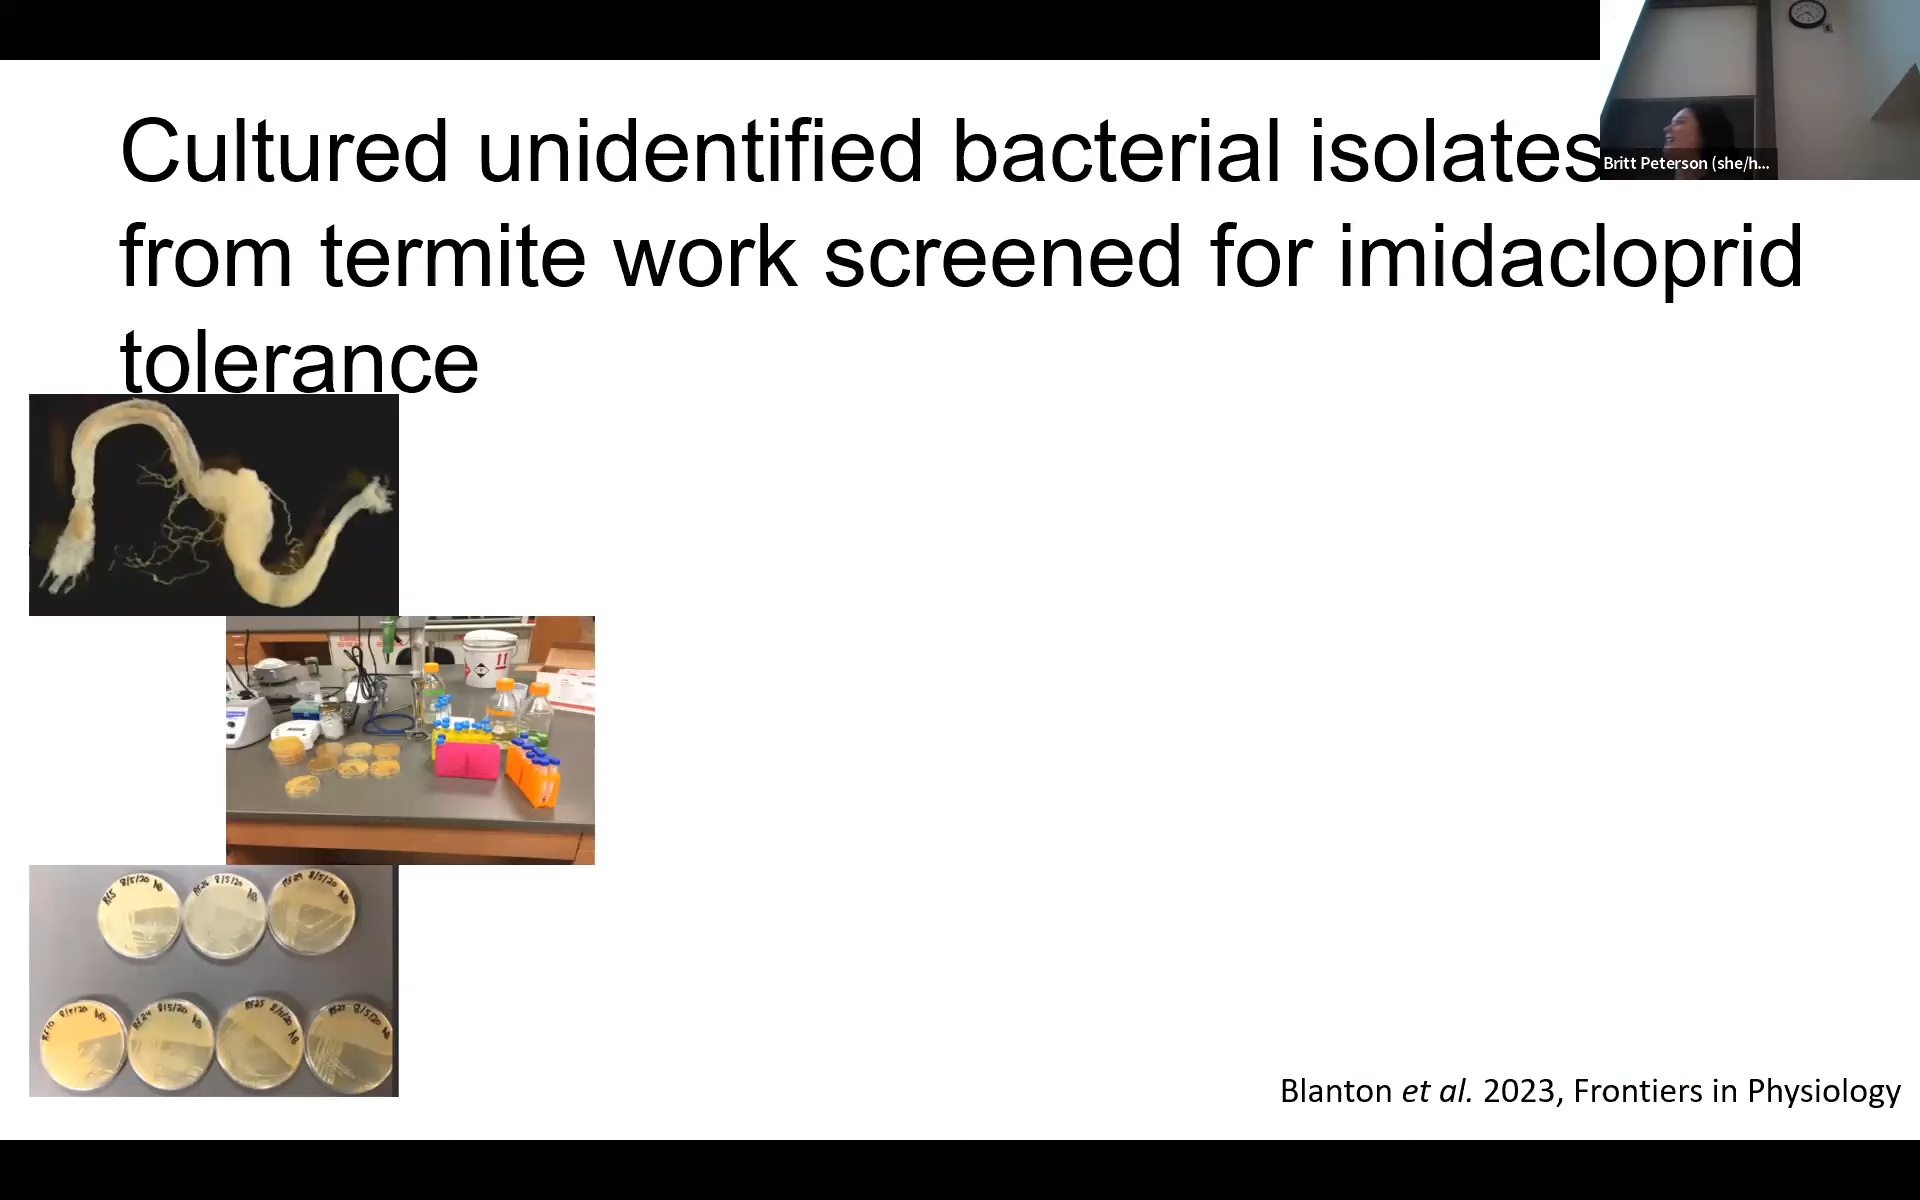 Cultured unidentified bacterial isolates
Britt Peterson (she/h...
from termite work screened for imidacloprid
tolerance
Blanton et al. 2023, Frontiers in Physiology